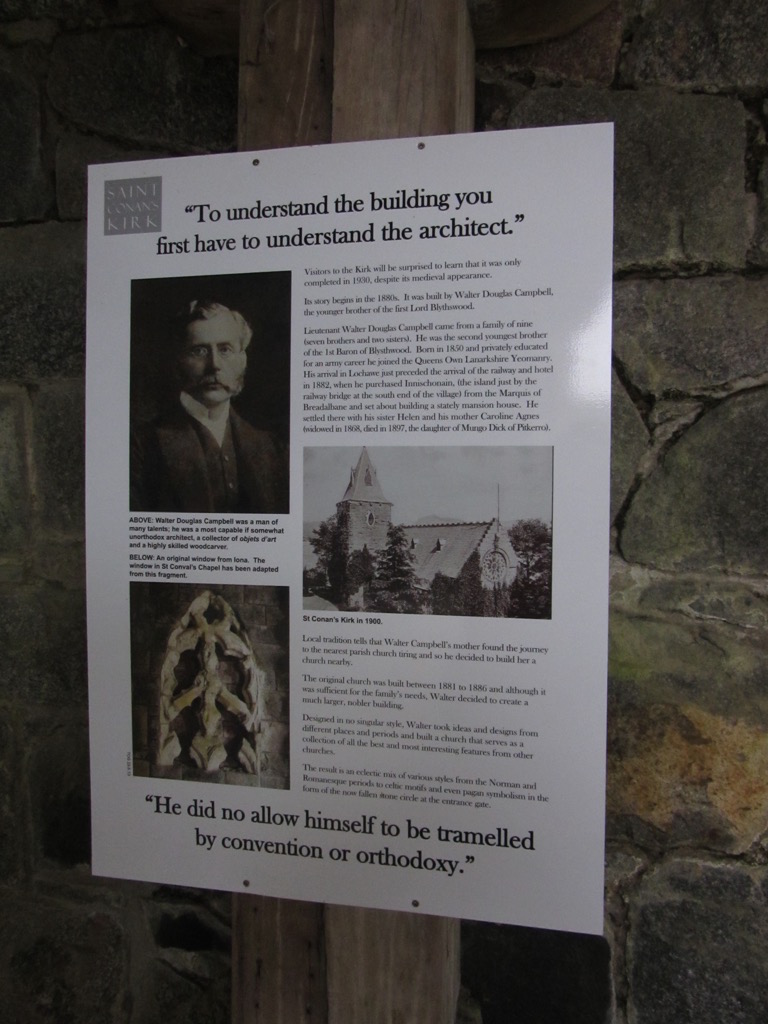 SAINT
CONAN'S
KIRK
“To understand the building you
first have to understand the architect.”
Visitors to the Kirk will be surprised to learn that it was only
completed in 1930, despite its medieval appearance.
Its story begins in the 1880s. It was built by Walter Douglas Campbell,
the younger brother of the first Lord Blythswood.
Lieutenant Walter Douglas Campbell came from a family of nine
(seven brothers and two sisters). He was the second youngest brother
of the 1st Baron of Blythwood. Born in 1850 and privately educated
for an army career he joined the Queens Own Lanarkshire Yeomanry.
His arrival in Lochawe just preceded the arrival of the railway and hotel
in 1882, when he purchased Innischonain, (the island just by the
railway bridge at the south end of the village) from the Marquis of
Breadalbane and set about building a stately mansion house. He
settled there with his sister Helen and his mother Caroline Agnes
(widowed in 1868, died in 1897, the daughter of Mungo Dick of Pitkerro).
ABOVE: Walter Douglas Campbell was a man of
many talents; he was a most capable if somewhat
unorthodox architect, a collector of objets d'art
and a highly skilled woodcarver.
BELOW: An original window from Iona. The
window in St Conval's Chapel has been adapted
from this fragment.
St Conan's Kirk in 1900.
Local tradition tells that Walter Campbell's mother found the journey
to the nearest parish church tiring and so he decided to build her a
church nearby.
The original church was built between 1881 to 1886 and although it
was sufficient for the family's needs, Walter decided to create a
much larger, nobler building.
Designed in no singular style, Walter took ideas and designs from
different places and periods and built a church that serves as a
collection of all the best and most interesting features from other
churches.
The result is an eclectic mix of various styles from the Norman and
Romanesque periods to celtic motifs and even pagan symbolism in the
form of the now fallen stone circle at the entrance gate.
“He did no allow himself to be tramelled
by convention or orthodoxy.”